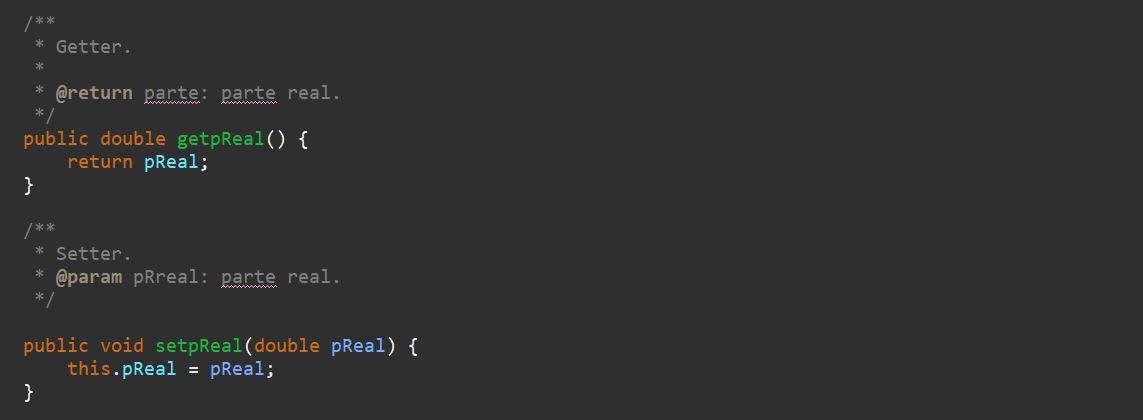 /**
 * Getter.
 *
 * @return parte: parte real.
 */
public double getpReal() {
    return pReal;
}

/**
 * Setter.
 * @param pRreal: parte real.
 */

public void setpReal(double pReal) {
    this.pReal = pReal;
}